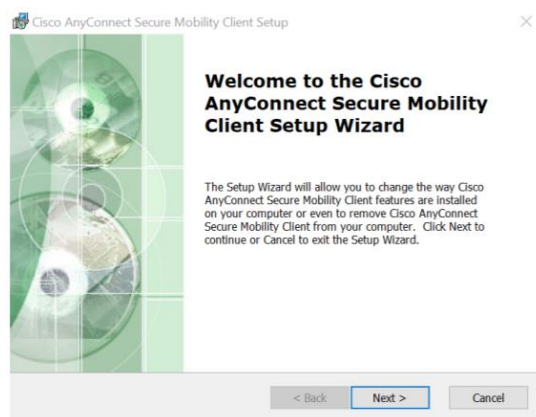 Cisco AnyConnect Secure Mobility Client Setup
Welcome to the Cisco
AnyConnect Secure Mobility
Client Setup Wizard
The Setup Wizard will allow you to change the way Cisco
AnyConnect Secure Mobility Client features are installed
on your computer or even to remove Cisco AnyConnect
Secure Mobility Client from your computer. Click Next to
continue or Cancel to exit the Setup Wizard.
< Back Next > Cancel